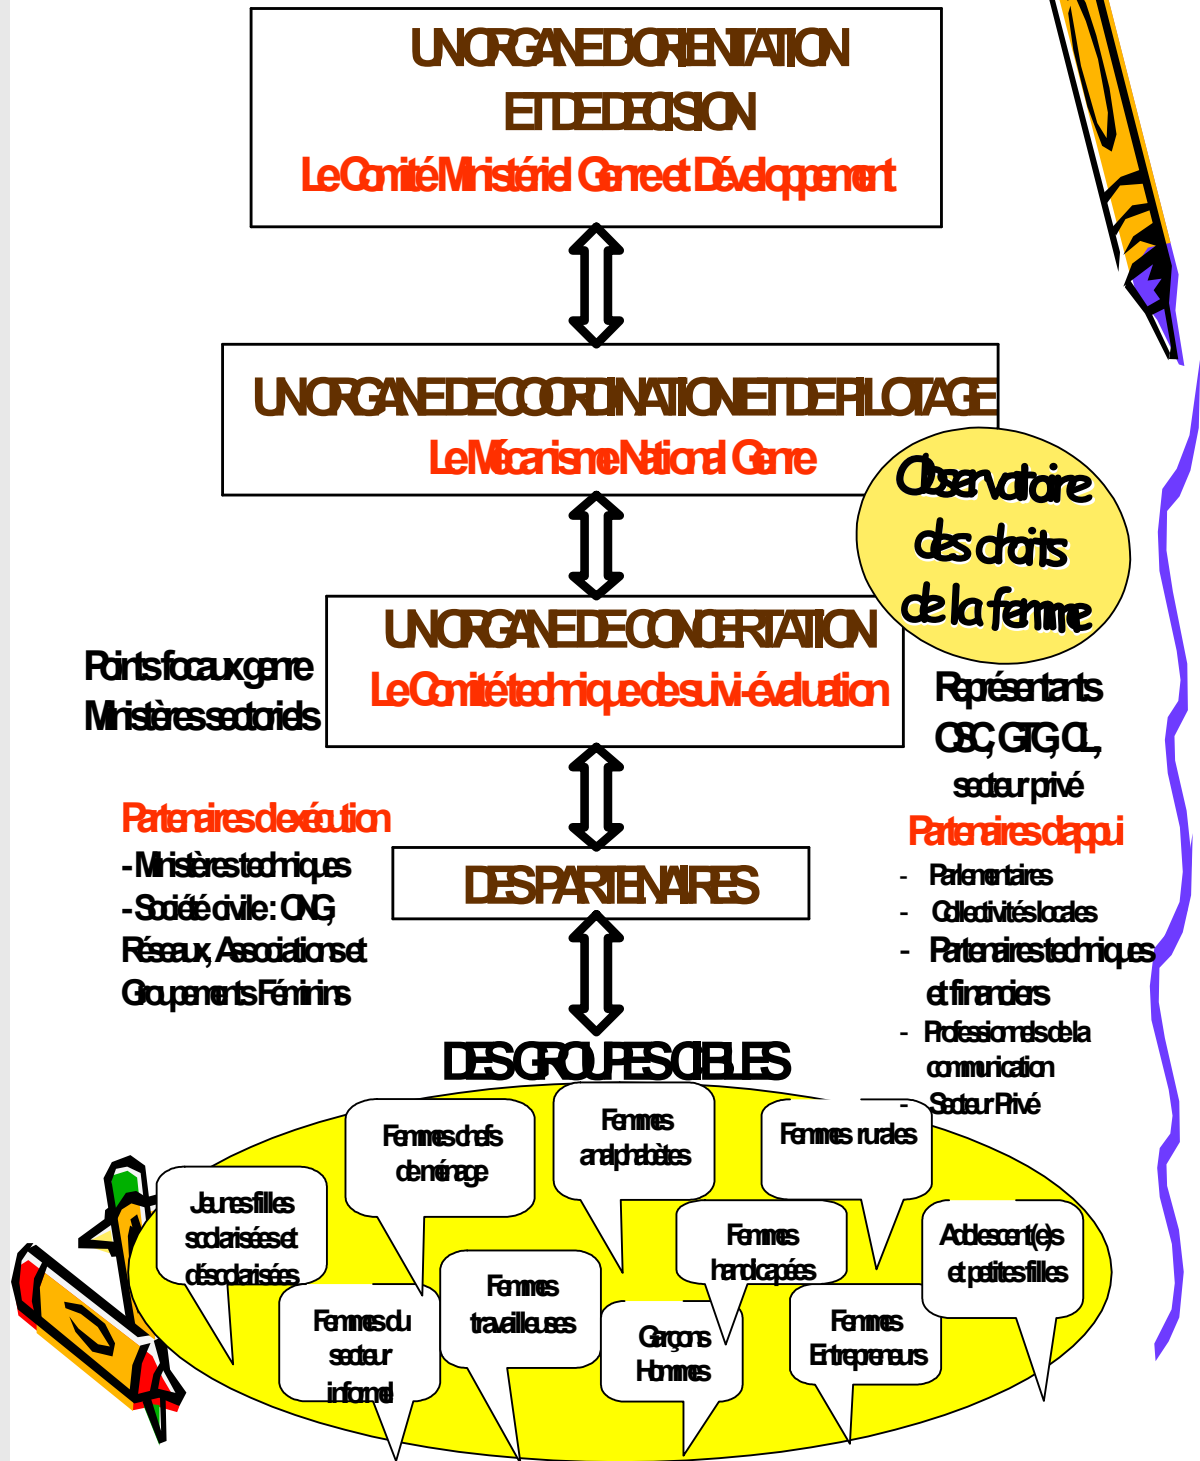 UN ORGANE D'ORIENTATION
ET DE DECISION
Le Comité Ministériel Genre et Développement
UN ORGANE DE COORDINATION ET DE PILOTAGE
Le Mécanisme National Genre
Observatoire
des droits
de la femme
UN ORGANE DE CONCERTATION
Le Comité technique de suivi-évaluation
Points focaux genre
Ministères sectoriels
Représentants
OSC, GTG, CL,
secteur privé
Partenaires d'exécution
- Ministères techniques
- Société civile : ONG,
Réseaux, Associations et
Groupements Féminins
DES PARTENAIRES
Partenaires d'appui
- Parlementaires
- Collectivités locales
- Partenaires techniques
et financiers
- Professionnels de la
communication
- Secteur Privé
DES GROUPES CIBLES
Femmes chefs
de ménage
Femmes
analphabètes
Femmes rurales
Jeunes filles
scolarisées et
déscolarisées
Femmes
handicapées
Adolescent(e)s
et petites filles
Femmes du
secteur
informel
Femmes
travailleuses
Garçons
Hommes
Femmes
Entrepreneurs